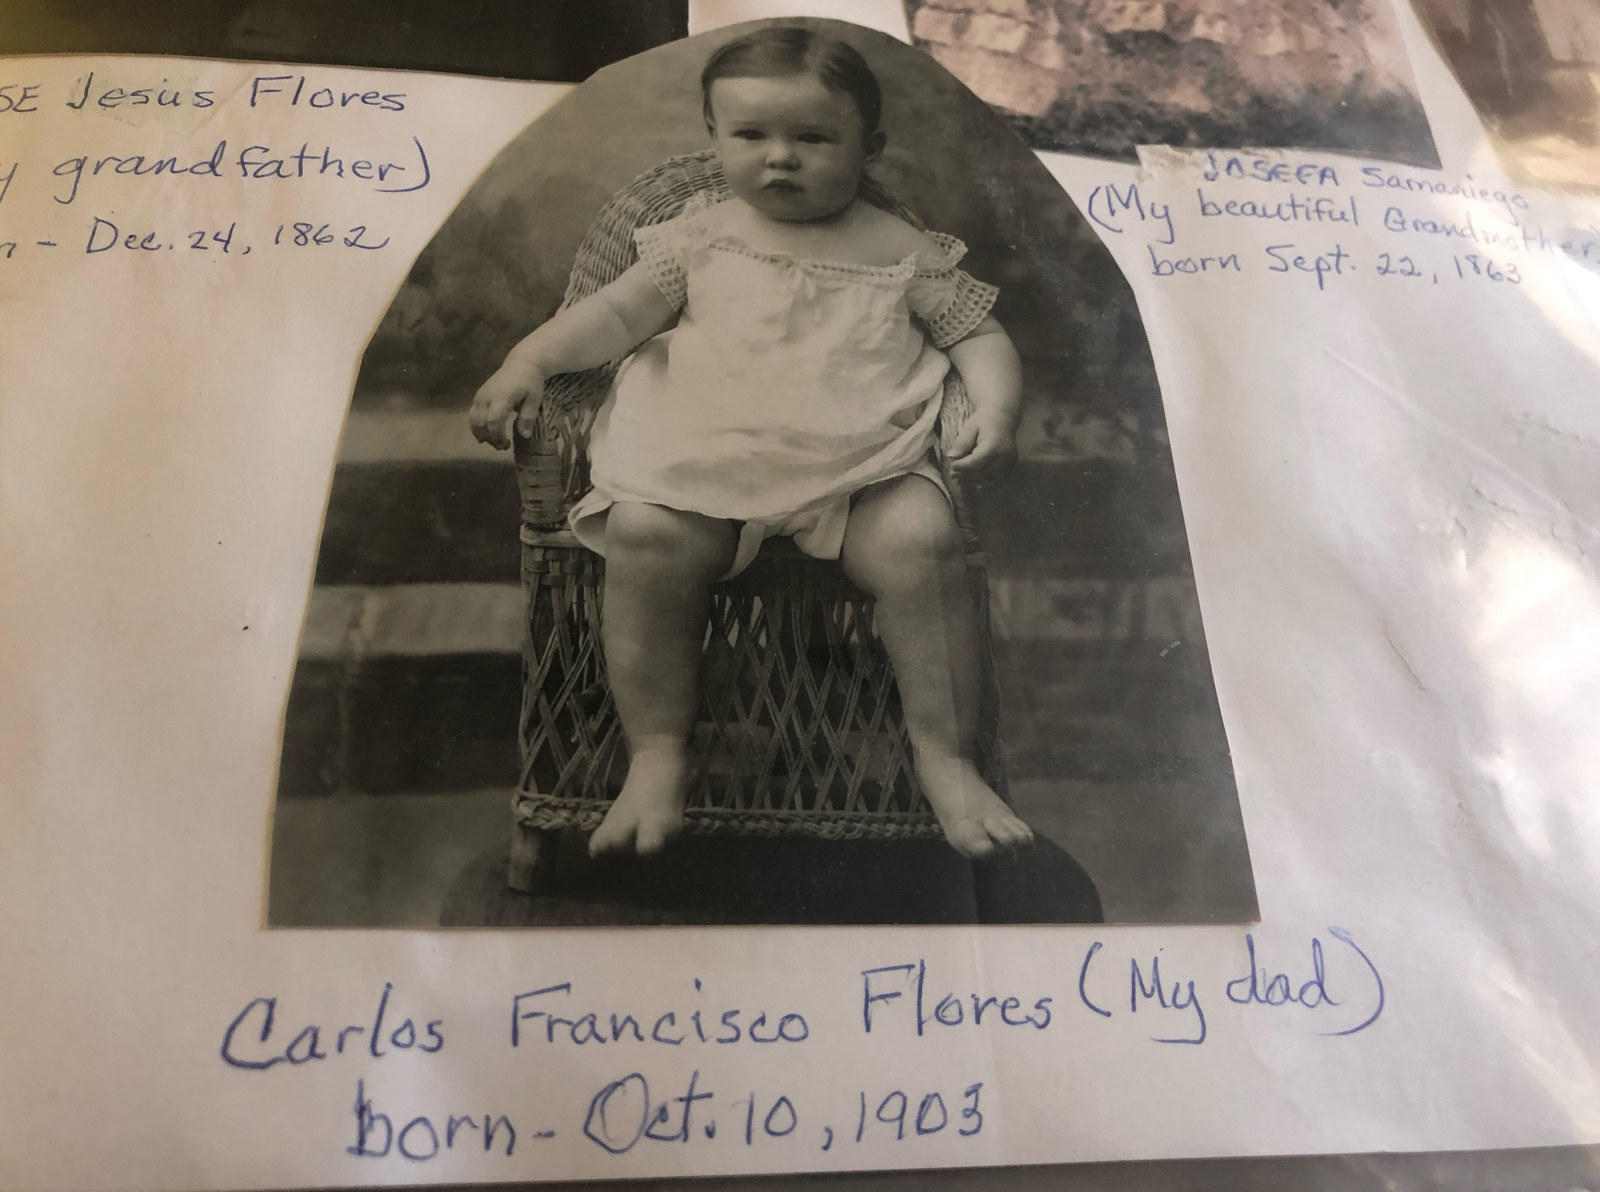 SE Jesus Flores
grandfather)
- Dec. 24, 1862
JOSEFA Samaniego
(My beautiful Grandmother)
born Sept. 22, 1863
Carlos Francisco Flores (My dad)
born - Oct. 10, 1903